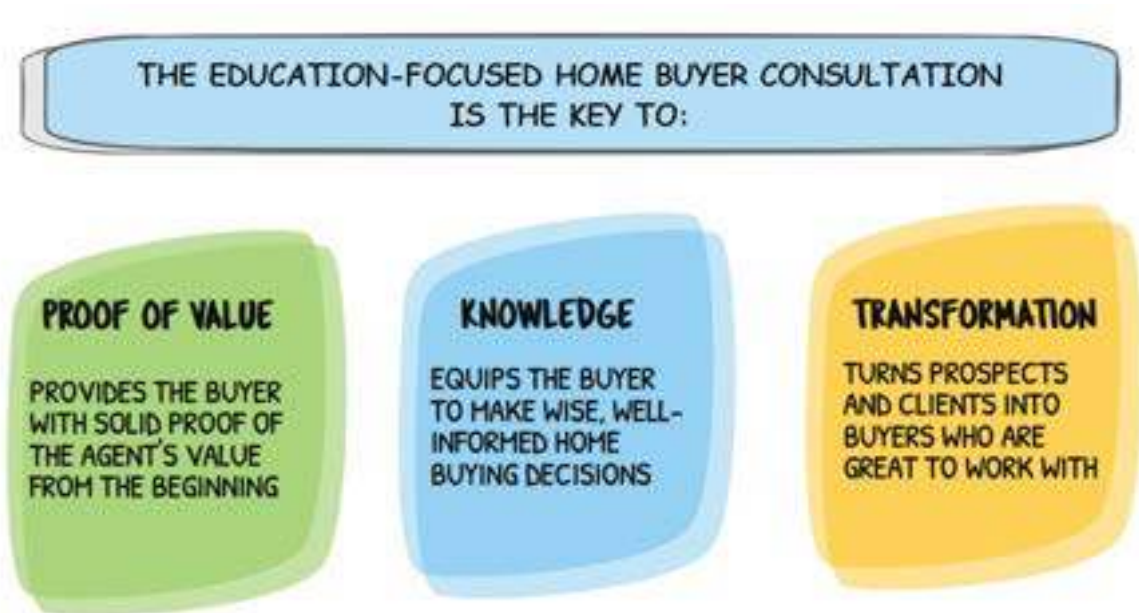 THE EDUCATION-FOCUSED HOME BUYER CONSULTATION
IS THE KEY TO:
PROOF OF VALUE
PROVIDES THE BUYER
WITH SOLID PROOF OF
THE AGENT'S VALUE
FROM THE BEGINNING
KNOWLEDGE
EQUIPS THE BUYER
TO MAKE WISE, WELL-
INFORMED HOME
BUYING DECISIONS
TRANSFORMATION
TURNS PROSPECTS
AND CLIENTS INTO
BUYERS WHO ARE
GREAT TO WORK WITH